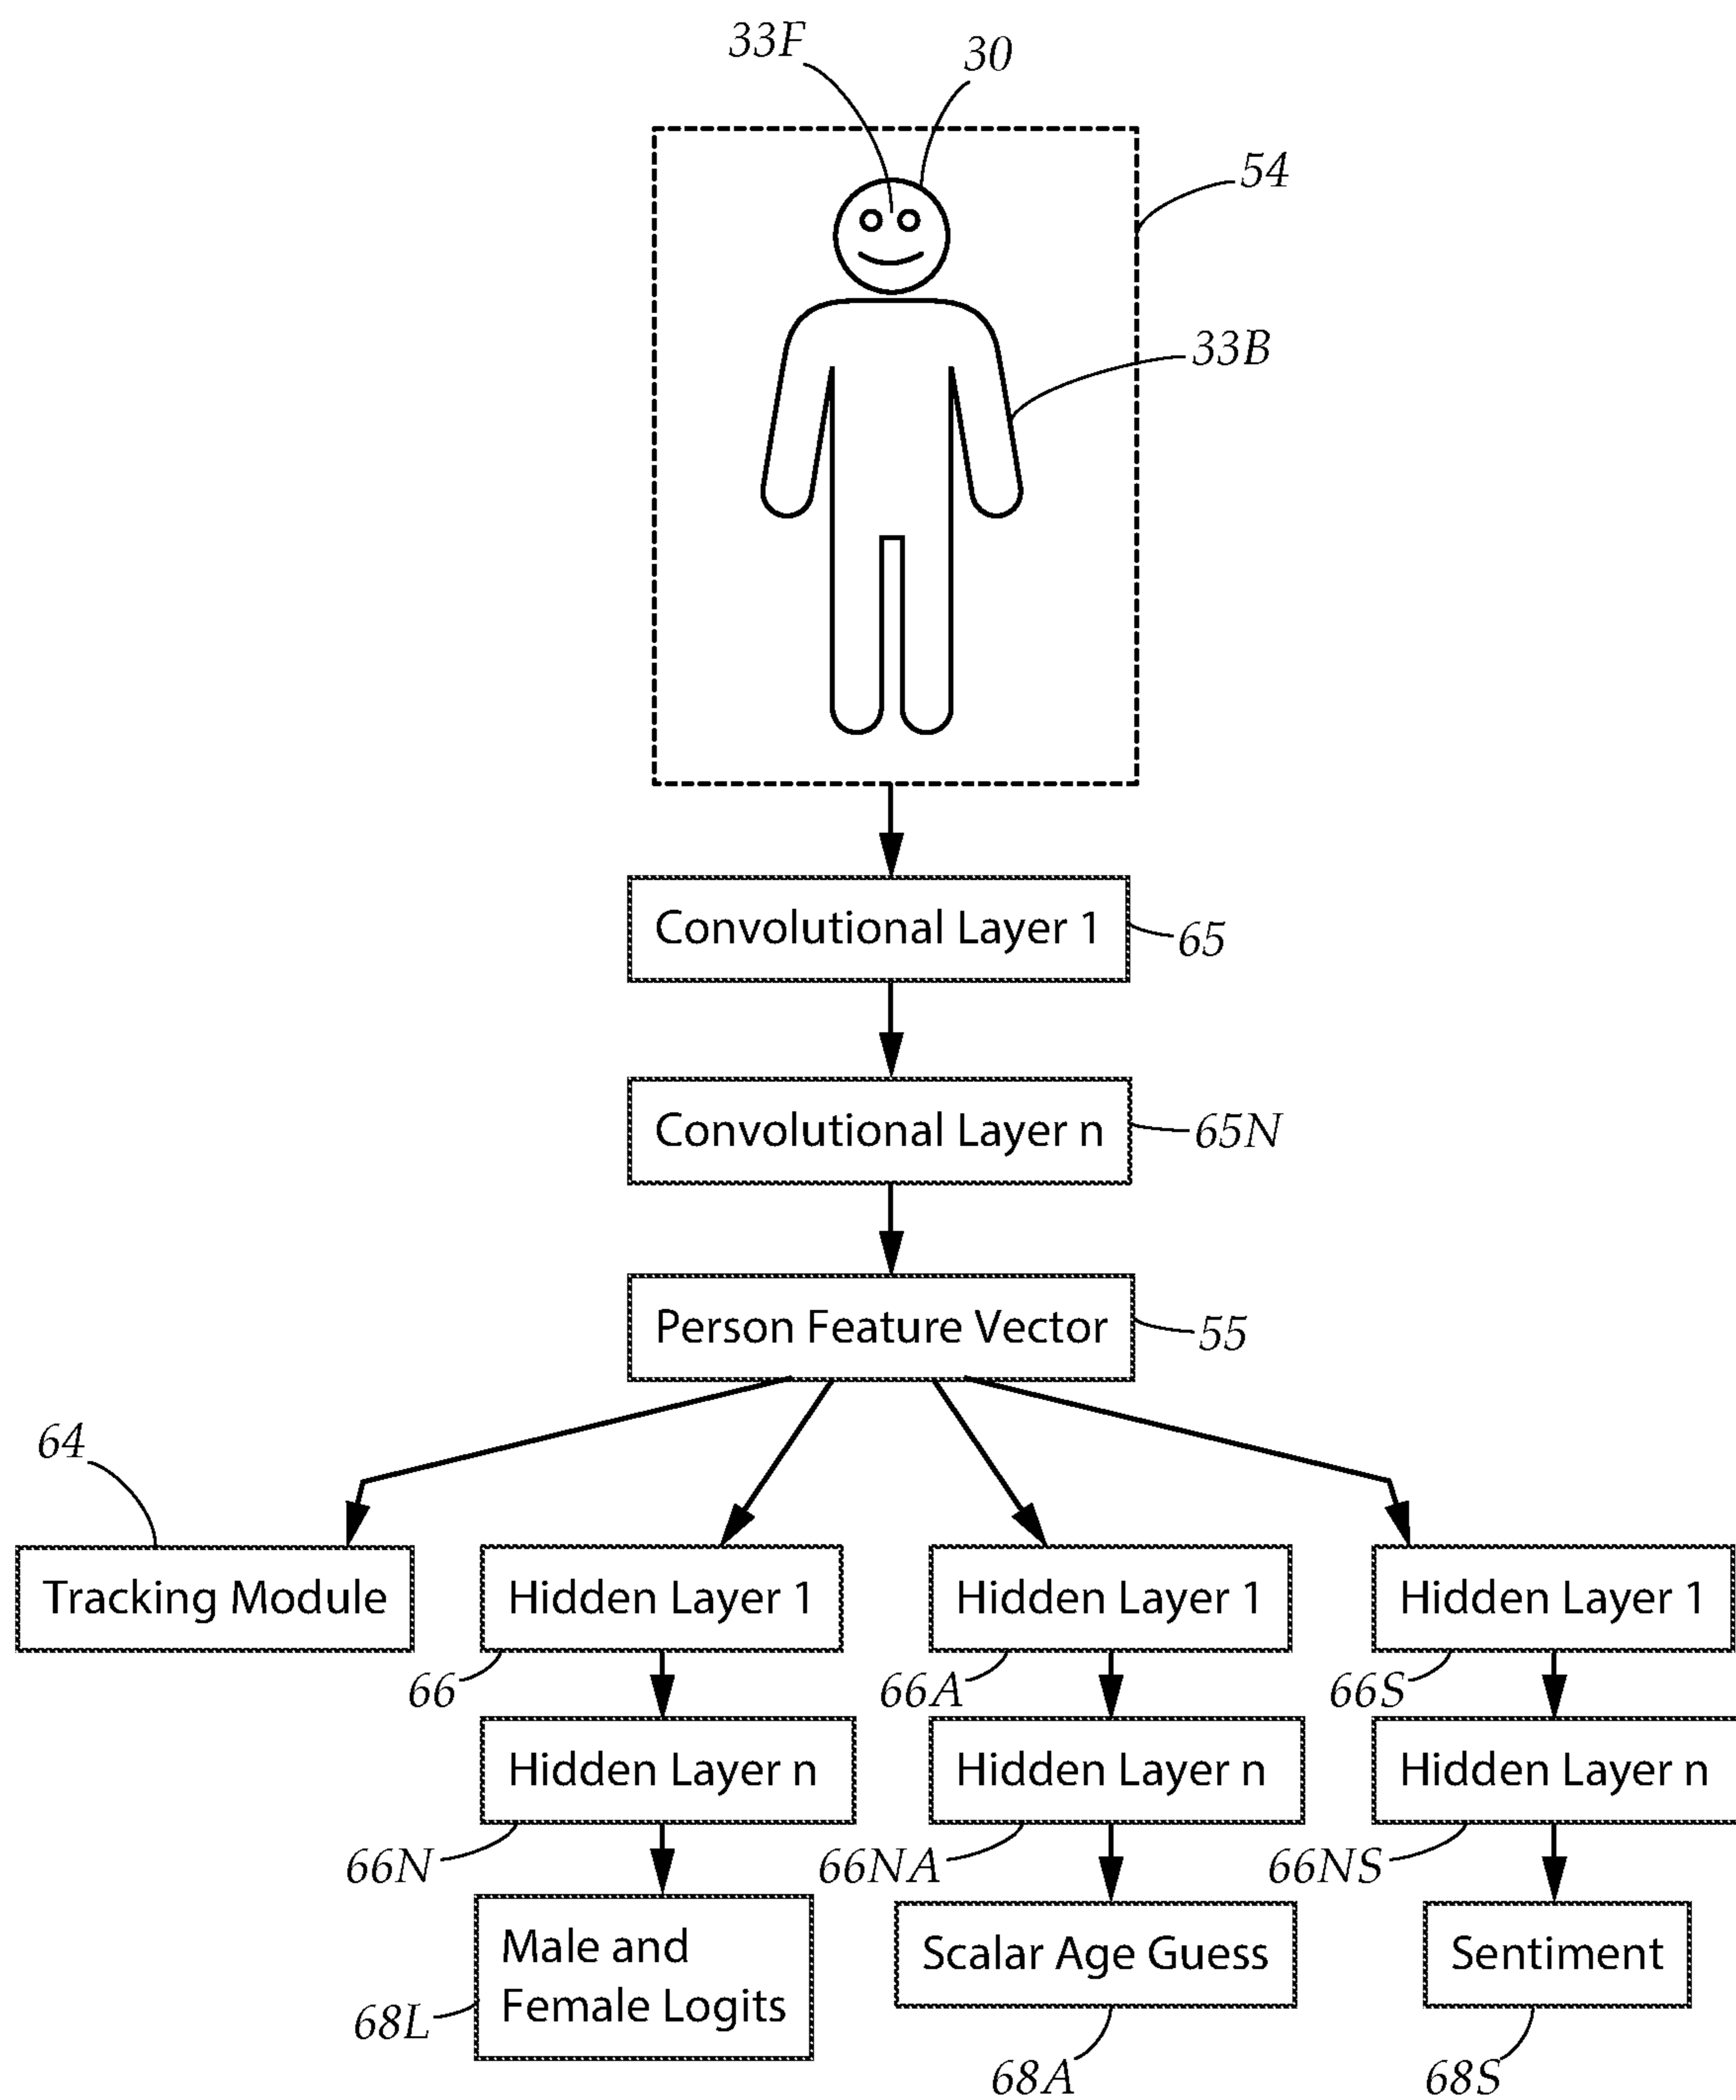 33F
30
54
33B
Convolutional Layer 1
65
Convolutional Layer n
65N
Person Feature Vector
55
64
Tracking Module
Hidden Layer 1
Hidden Layer 1
Hidden Layer 1
66
66A
66S
Hidden Layer n
Hidden Layer n
Hidden Layer n
66N
66NA
66NS
Male and
Female Logits
Scalar Age Guess
Sentiment
68L
68A
68S